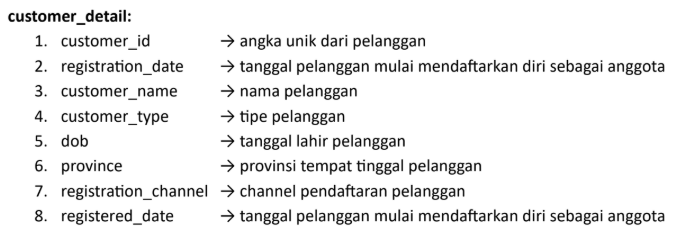 customer_detail:
1. customer_id → angka unik dari pelanggan
2. registration_date → tanggal pelanggan mulai mendaftarkan diri sebagai anggota
3. customer_name → nama pelanggan
4. customer_type → tipe pelanggan
5. dob → tanggal lahir pelanggan
6. province → provinsi tempat tinggal pelanggan
7. registration_channel → channel pendaftaran pelanggan
8. registered_date → tanggal pelanggan mulai mendaftarkan diri sebagai anggota